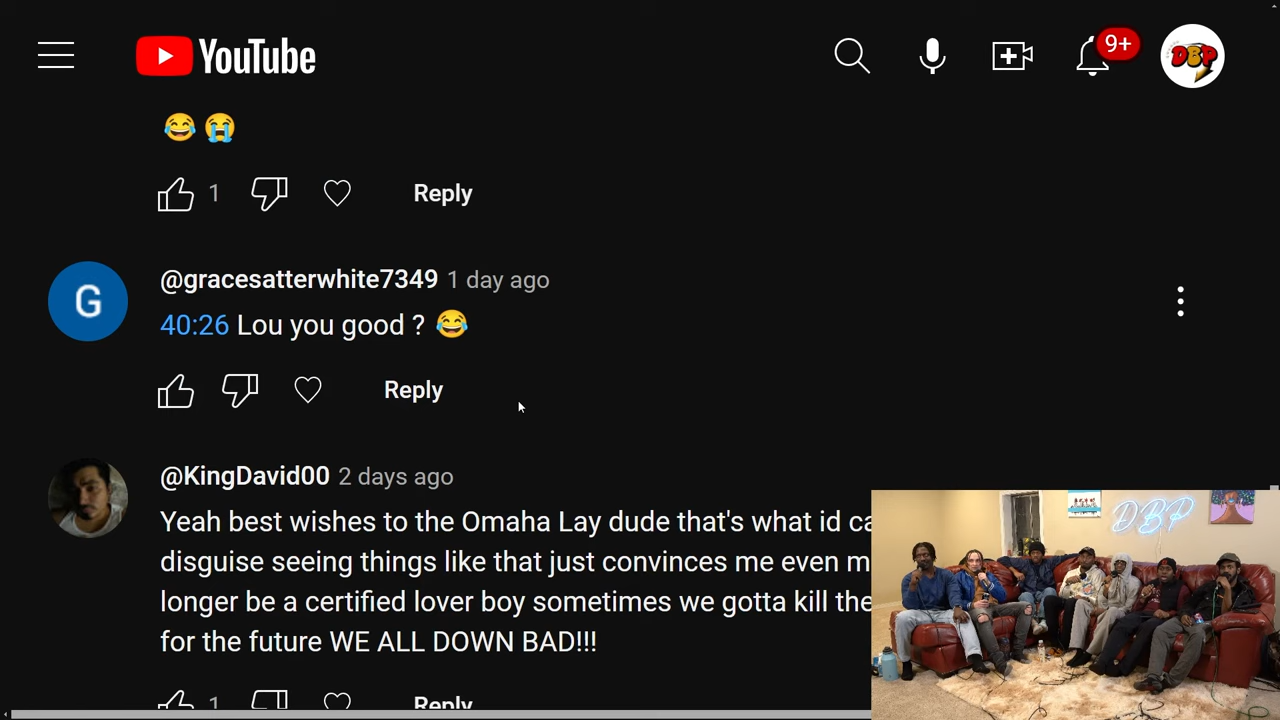 YouTube
9+
DBP
1
Reply
@gracesatterwhite7349 1 day ago
G
40:26 Lou you good ?
Reply
@KingDavid00 2 days ago
Yeah best wishes to the Omaha Lay dude that's what id
disguise seeing things like that just convinces me even
longer be a certified lover boy sometimes we gotta kill the
for the future WE ALL DOWN BAD!!!
DBP
1
Reply